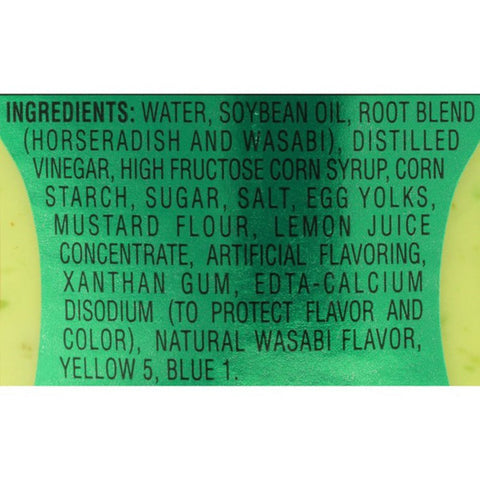 INGREDIENTS: WATER, SOYBEAN OIL, ROOT BLEND
(HORSERADISH AND WASABI), DISTILLED
VINEGAR, HIGH FRUCTOSE CORN SYRUP, CORN
STARCH, SUGAR, SALT, EGG YOLKS,
MUSTARD FLOUR, LEMON JUICE
CONCENTRATE, ARTIFICIAL FLAVORING,
XANTHAN GUM, EDTA-CALCIUM
DISODIUM (TO PROTECT FLAVOR AND
COLOR), NATURAL WASABI FLAVOR,
YELLOW 5, BLUE 1.